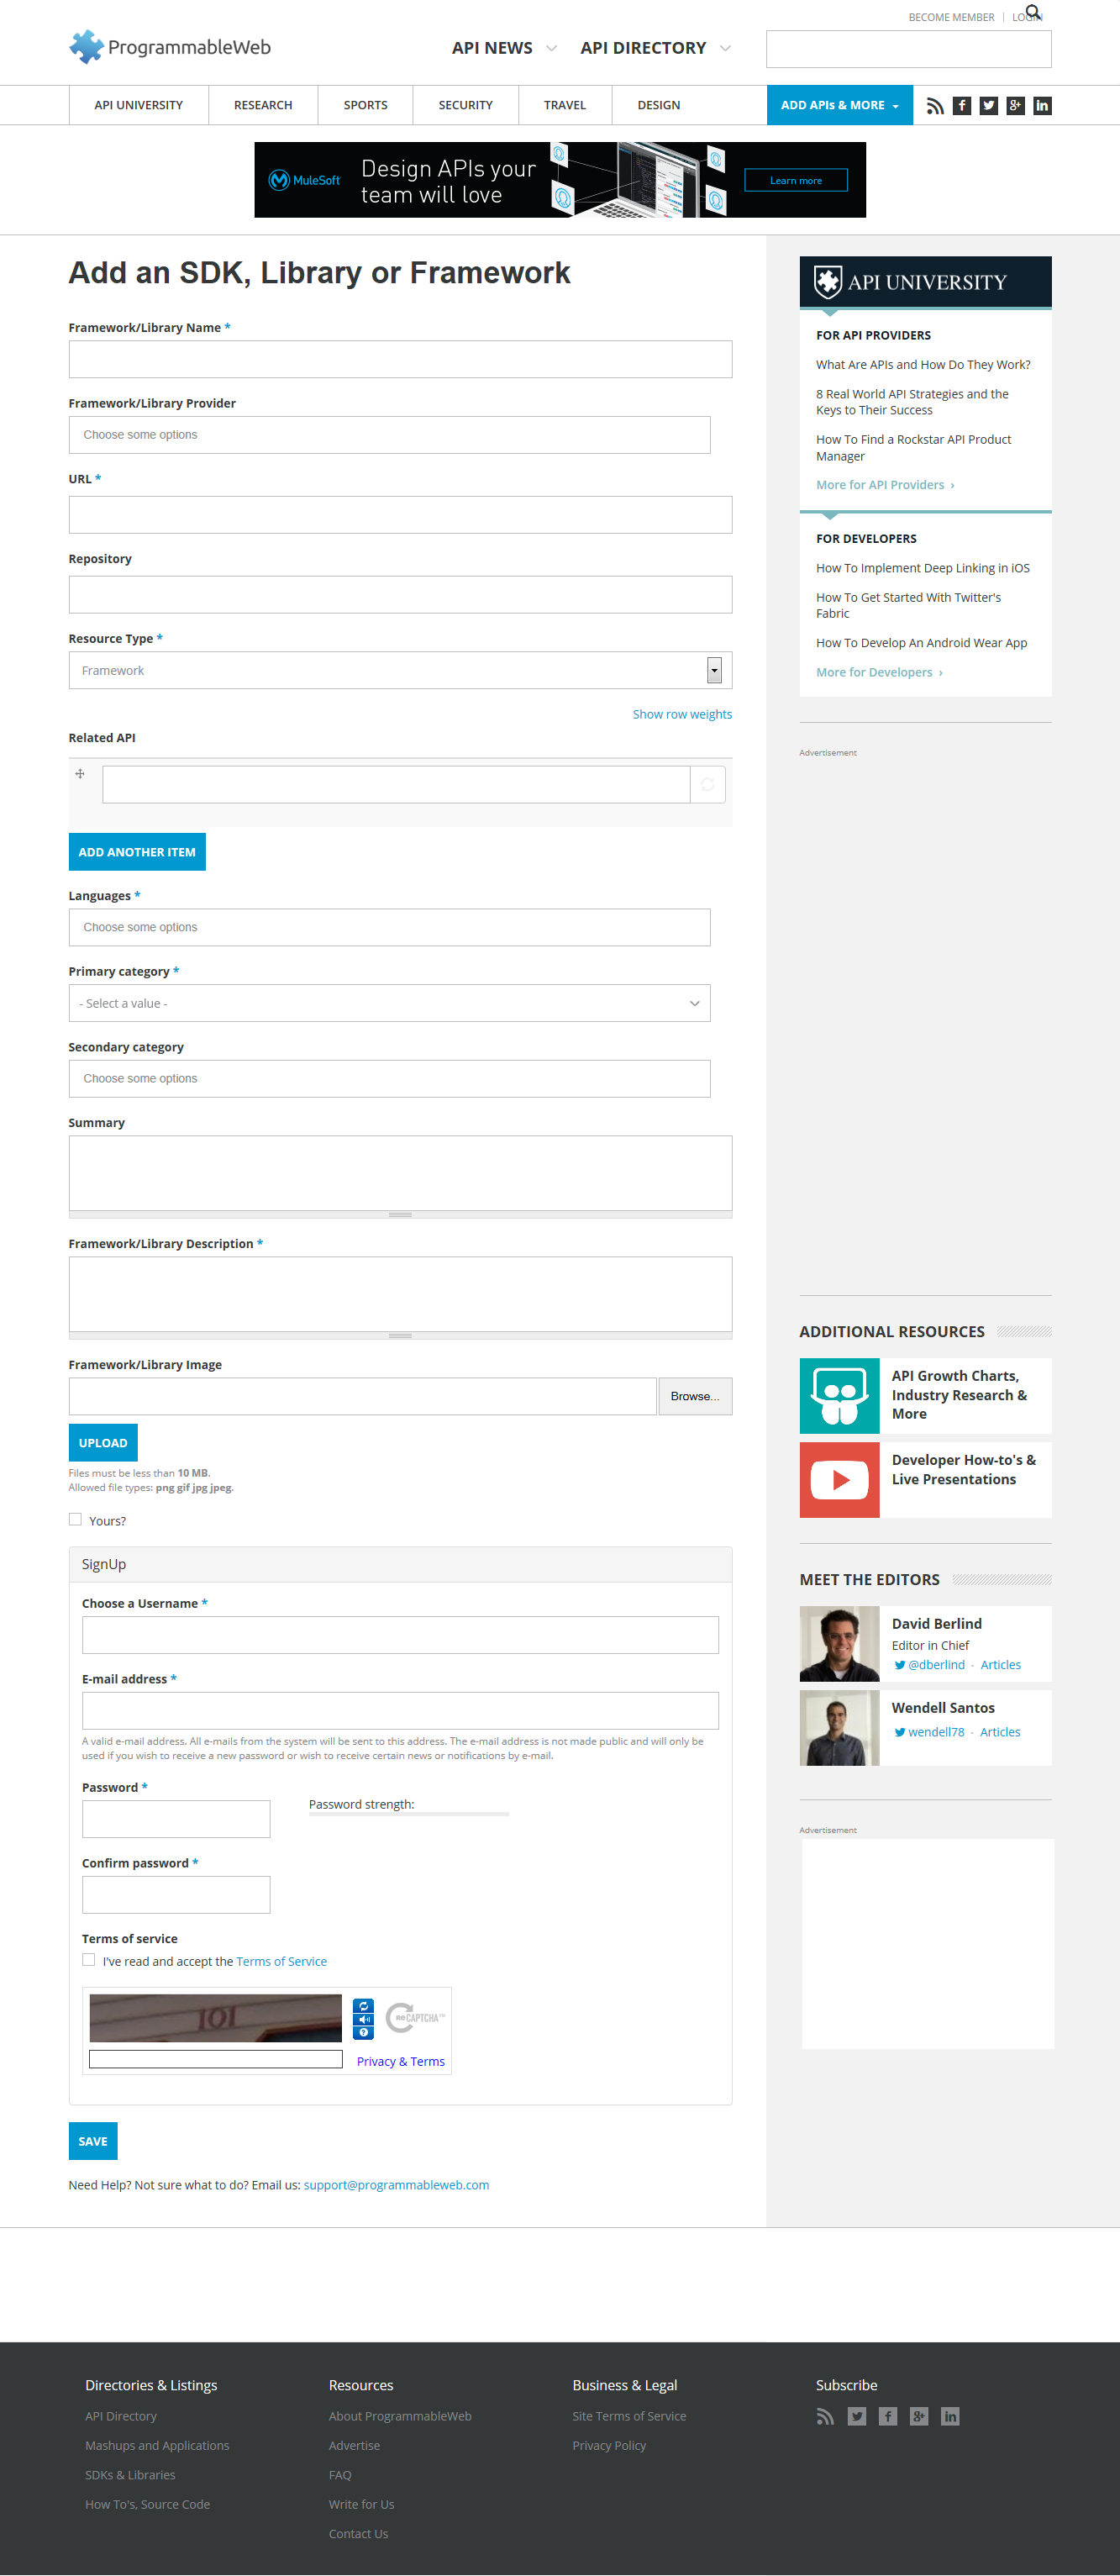 BECOME MEMBER | LOGIN
ProgrammableWeb
API NEWS API DIRECTORY
API UNIVERSITY RESEARCH SPORTS SECURITY TRAVEL DESIGN ADD APIs & MORE
MuleSoft
Design APIs your
team will love
Learn more
Add an SDK, Library or Framework
Framework/Library Name *
Framework/Library Provider
Choose some options
URL *
Repository
Resource Type *
Framework
Show row weights
Related API
ADD ANOTHER ITEM
Languages *
Choose some options
Primary category *
- Select a value -
Secondary category
Choose some options
Summary
Framework/Library Description *
Framework/Library Image
Browse...
UPLOAD
Files must be less than 10 MB.
Allowed file types: png gif jpg jpeg.
Yours?
SignUp
Choose a Username *
E-mail address *
A valid e-mail address. All e-mails from the system will be sent to this address. The e-mail address is not made public and will only be
used if you wish to receive a new password or wish to receive certain news or notifications by e-mail.
Password *
Password strength:
Confirm password *
Terms of service
I've read and accept the Terms of Service
101
reCAPTCHA™
Privacy & Terms
SAVE
Need Help? Not sure what to do? Email us: support@programmableweb.com
API UNIVERSITY
FOR API PROVIDERS
What Are APIs and How Do They Work?
8 Real World API Strategies and the
Keys to Their Success
How To Find a Rockstar API Product
Manager
More for API Providers ›
FOR DEVELOPERS
How To Implement Deep Linking in iOS
How To Get Started With Twitter's
Fabric
How To Develop An Android Wear App
More for Developers ›
Advertisement
ADDITIONAL RESOURCES
API Growth Charts,
Industry Research &
More
Developer How-to's &
Live Presentations
MEET THE EDITORS
David Berlind
Editor in Chief
@dberlind · Articles
Wendell Santos
wendell78 · Articles
Advertisement
Directories & Listings
API Directory
Mashups and Applications
SDKs & Libraries
How To's, Source Code
Resources
About ProgrammableWeb
Advertise
FAQ
Write for Us
Contact Us
Business & Legal
Site Terms of Service
Privacy Policy
Subscribe